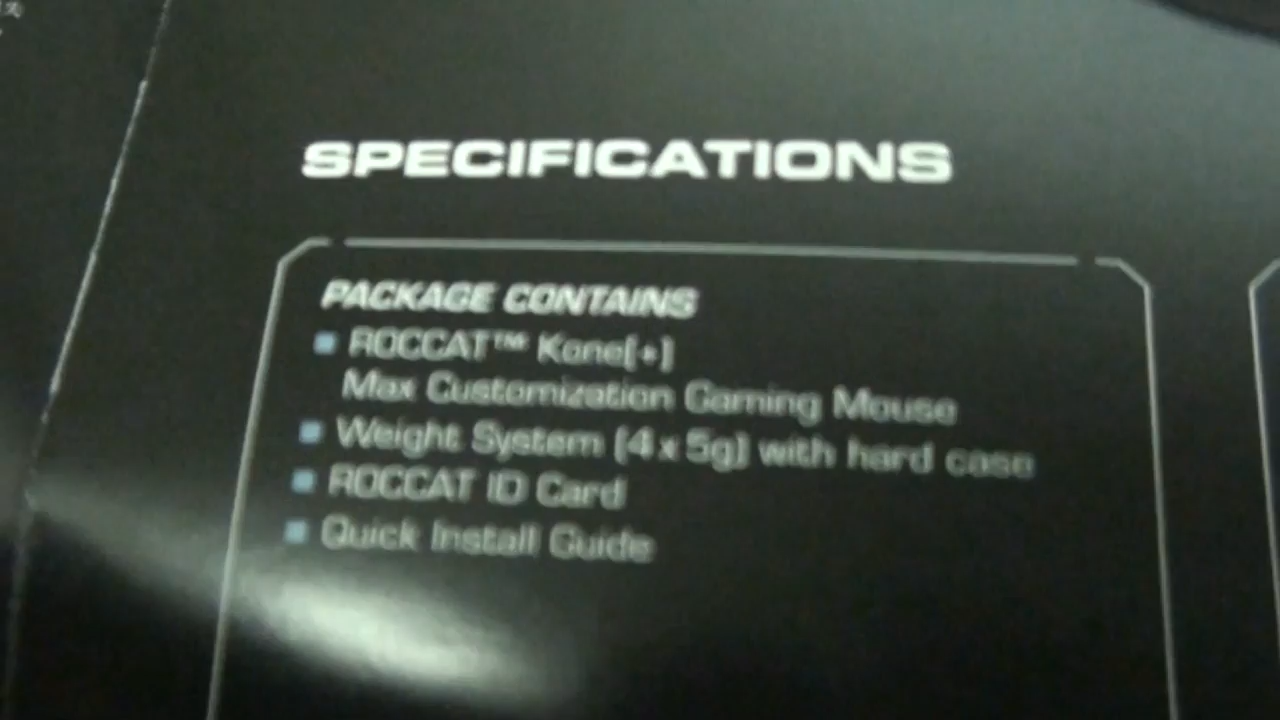 SPECIFICATIONS
PACKAGE CONTAINS
ROCCAT™ Kone[+]
Max Customization Gaming Mouse
Weight System (4 x 5g) with hard case
ROCCAT ID Card
Quick Install Guide